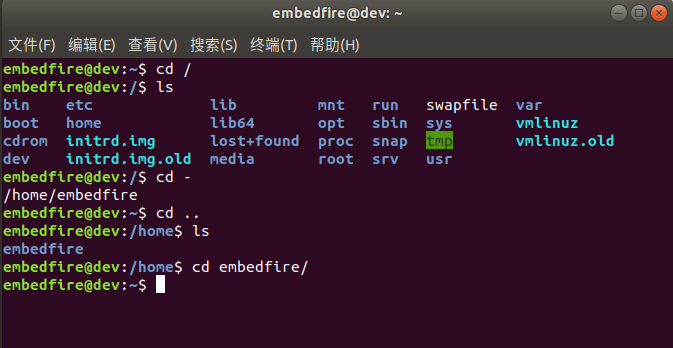 embedfire@dev: ~
文件(F) 编辑(E) 查看(V) 搜索(S) 终端(T) 帮助(H)
embedfire@dev:~$ cd /
embedfire@dev:/$ ls
bin etc lib mnt run swapfile var
boot home lib64 opt sbin sys vmlinuz
cdrom initrd.img lost+found proc snap tmp vmlinuz.old
dev initrd.img.old media root srv usr
embedfire@dev:/$ cd -
/home/embedfire
embedfire@dev:~$ cd ..
embedfire@dev:/home$ ls
embedfire
embedfire@dev:/home$ cd embedfire/
embedfire@dev:~$